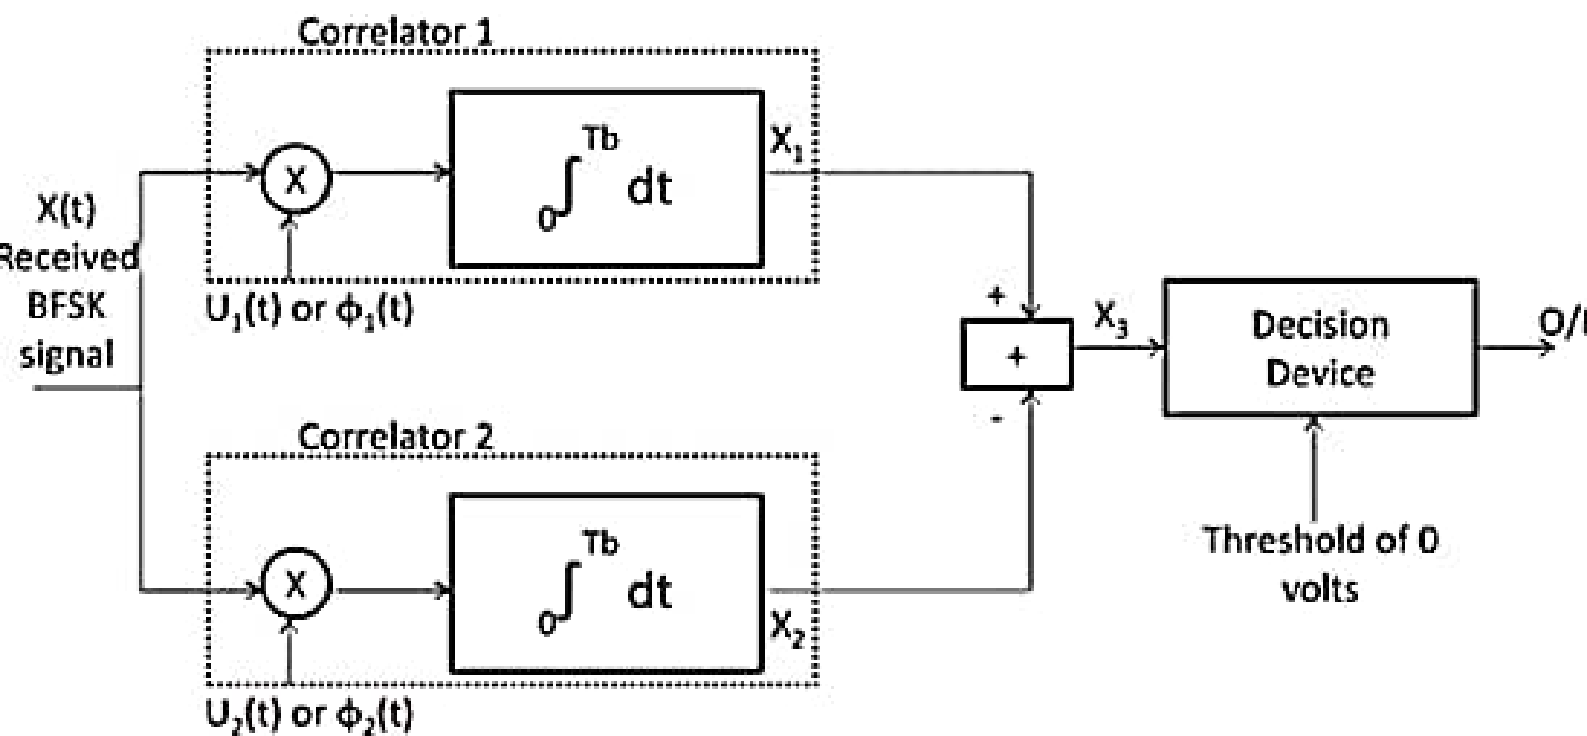 Correlator 1
X(t)
Received
BFSK
signal
X
Tb
0∫ dt
X₁
U₁(t) or ϕ₁(t)
+
+
-
X₃
Decision
Device
Threshold of 0
volts
Correlator 2
X
Tb
0∫ dt
X₂
U₂(t) or ϕ₂(t)